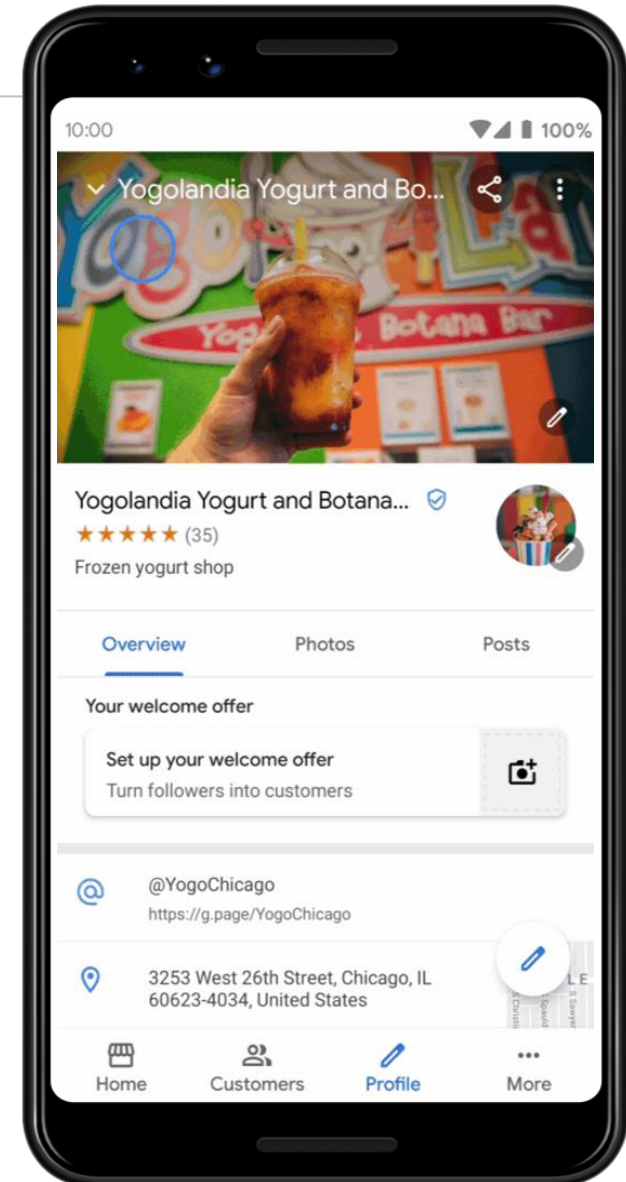 10:00
100%
Yogolandia Yogurt and Bo...
Botana Bar
Yogolandia Yogurt and Botana...
(35)
Frozen yogurt shop
Overview
Photos
Posts
Your welcome offer
Set up your welcome offer
Turn followers into customers
@YogoChicago
https://g.page/YogoChicago
3253 West 26th Street, Chicago, IL
60623-4034, United States
Home
Customers
Profile
More